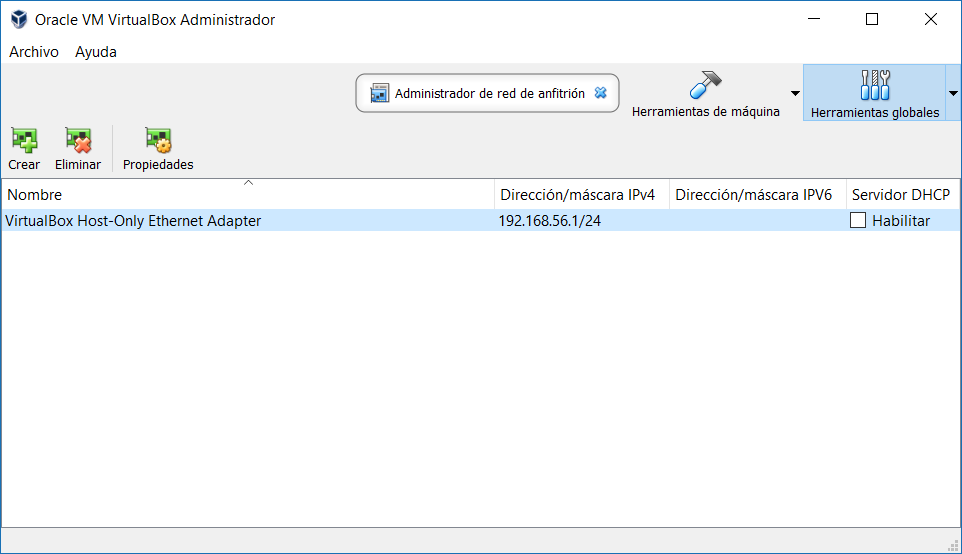 Oracle VM VirtualBox Administrador
Archivo Ayuda
Administrador de red de anfitrión
Herramientas de máquina
Herramientas globales
Crear Eliminar Propiedades
Nombre Dirección/máscara IPv4 Dirección/máscara IPV6 Servidor DHCP
VirtualBox Host-Only Ethernet Adapter 192.168.56.1/24 Habilitar